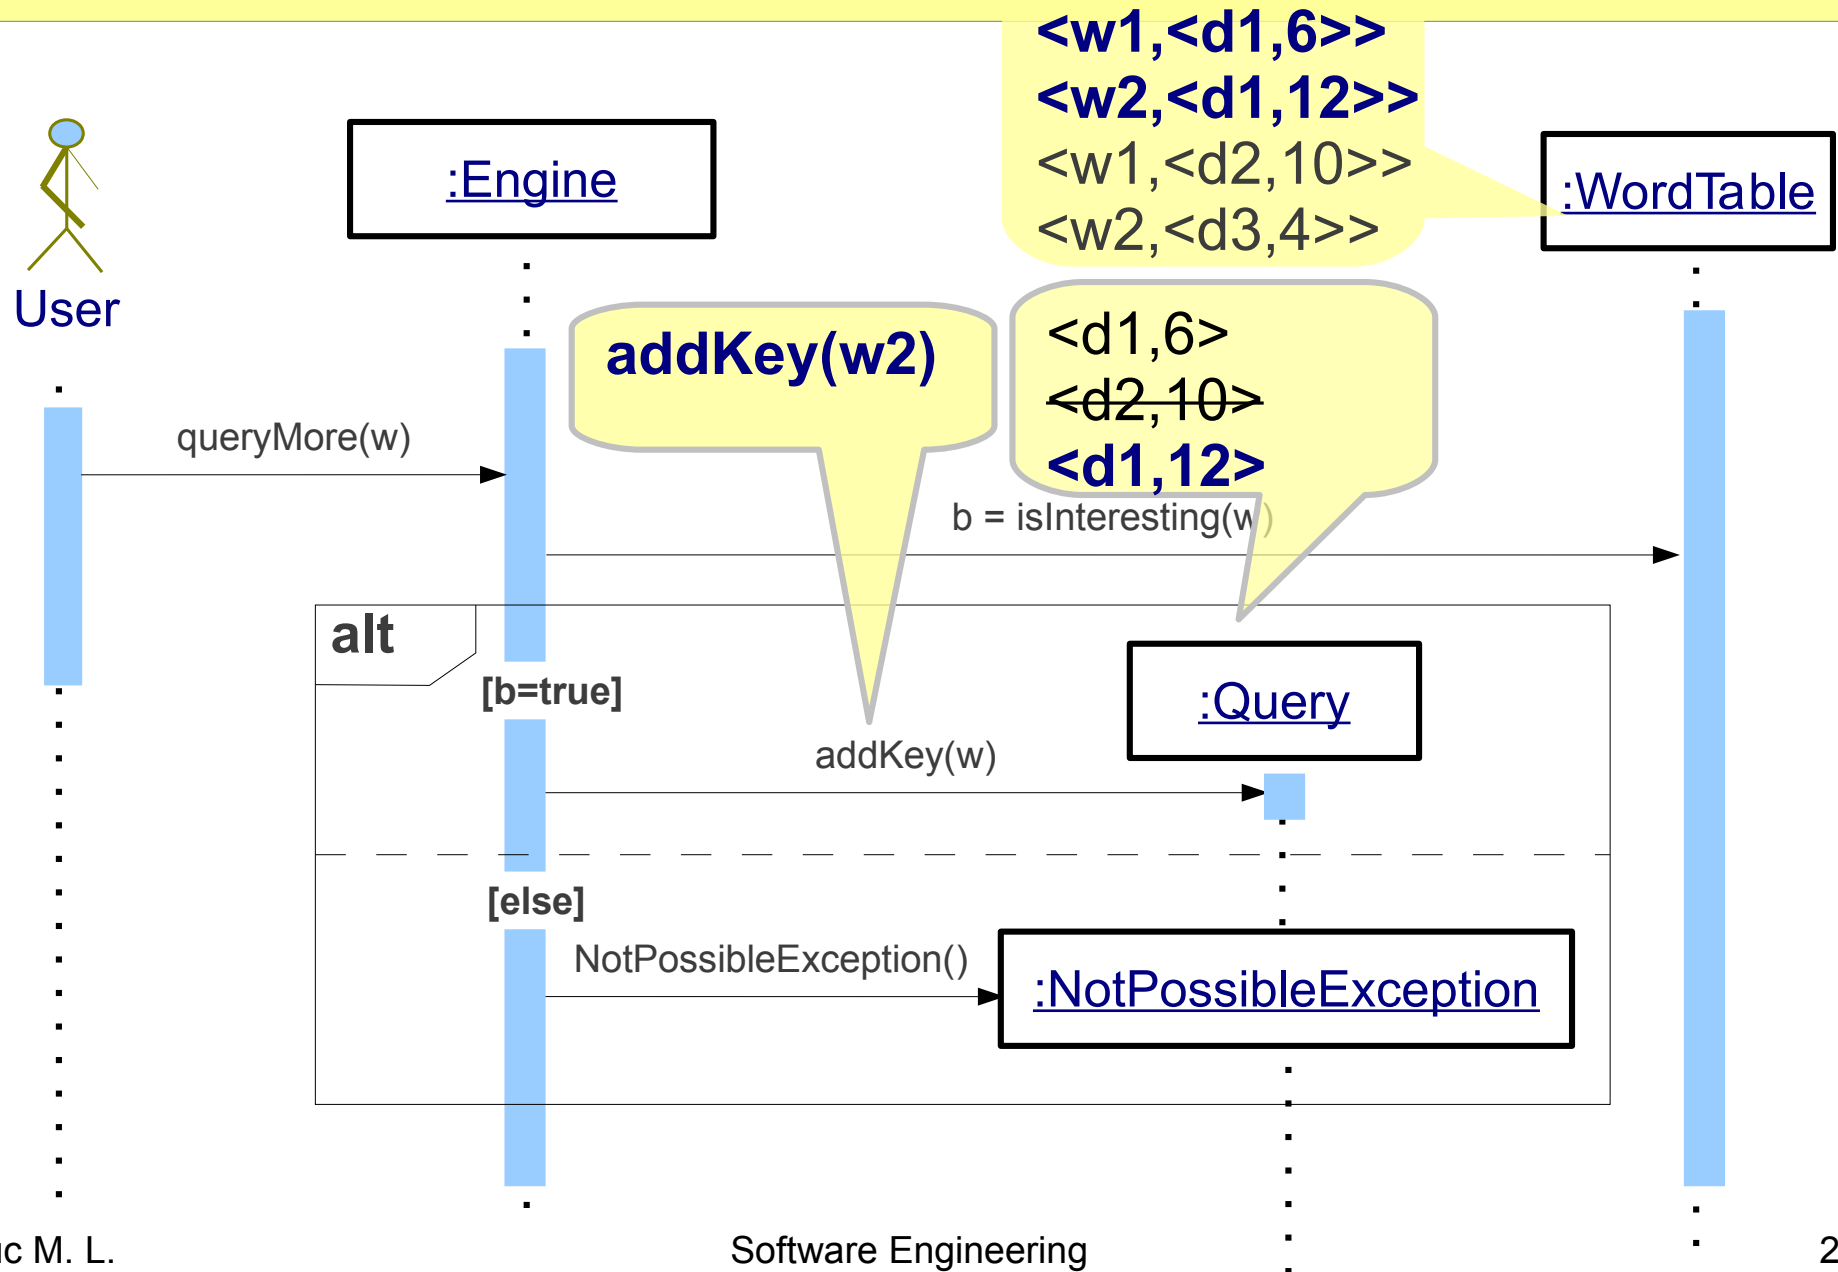 <w1,<d1,6>>
<w2,<d1,12>>
<w1,<d2,10>>
<w2,<d3,4>>
:Engine
:WordTable
User
addKey(w2)
<d1,6>
<d2,10>
<d1,12>
queryMore(w)
b = isInteresting(w)
alt
[b=true]
:Query
addKey(w)
[else]
NotPossibleException()
:NotPossibleException
M. L.
Software Engineering
2